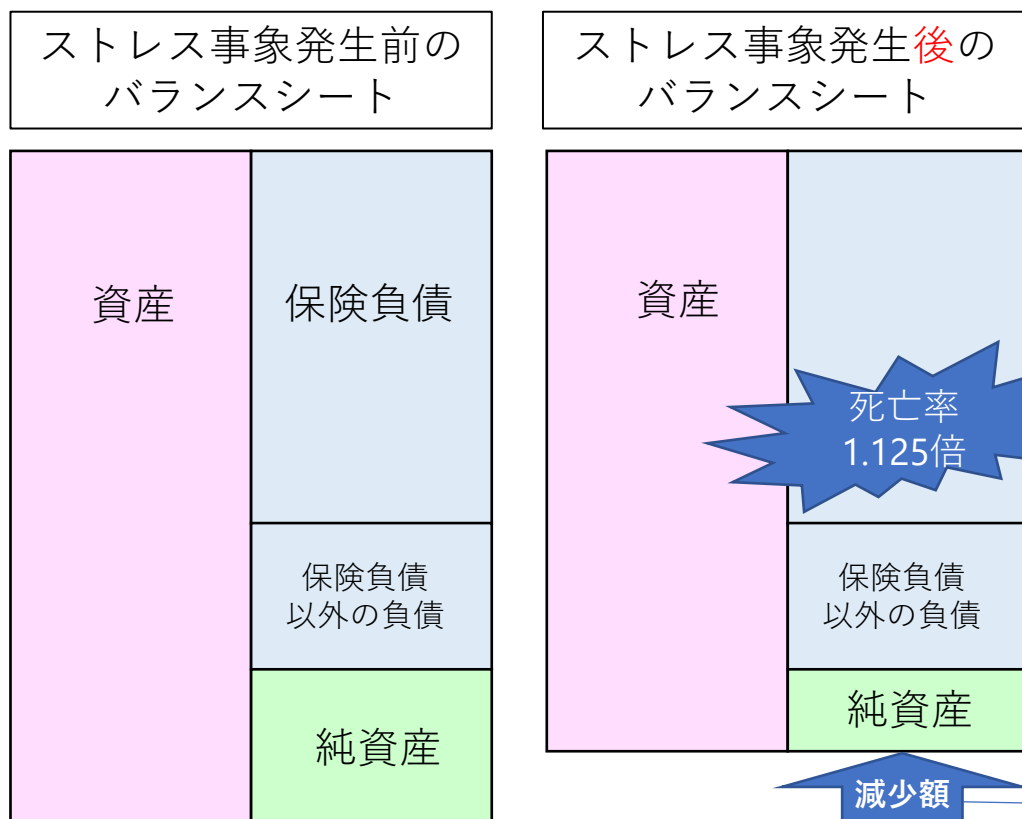 ストレス事象発生前の
バランスシート
資産
保険負債
保険負債
以外の負債
純資産
ストレス事象発生後の
バランスシート
資産
死亡率
1.125倍
保険負債
以外の負債
純資産
減少額